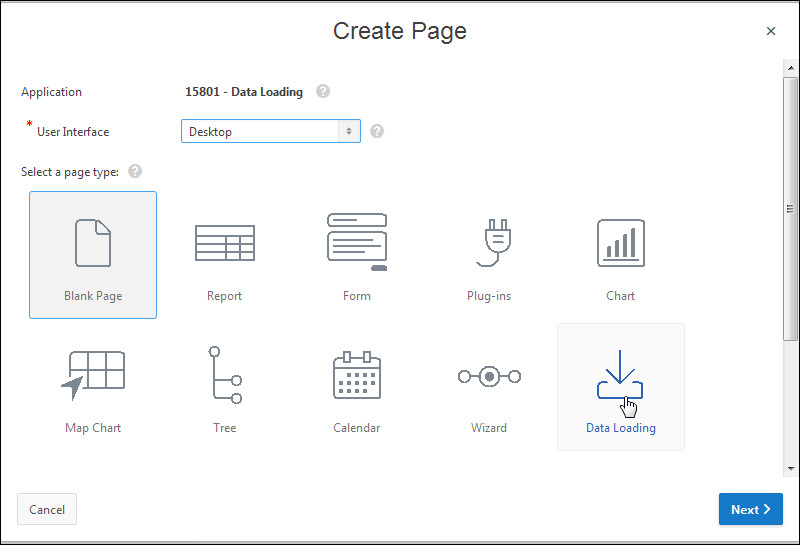 Create Page
Application 15801 - Data Loading ?
* User Interface Desktop ?
Select a page type: ?
Blank Page Report Form Plug-ins Chart
Map Chart Tree Calendar Wizard Data Loading
Cancel Next